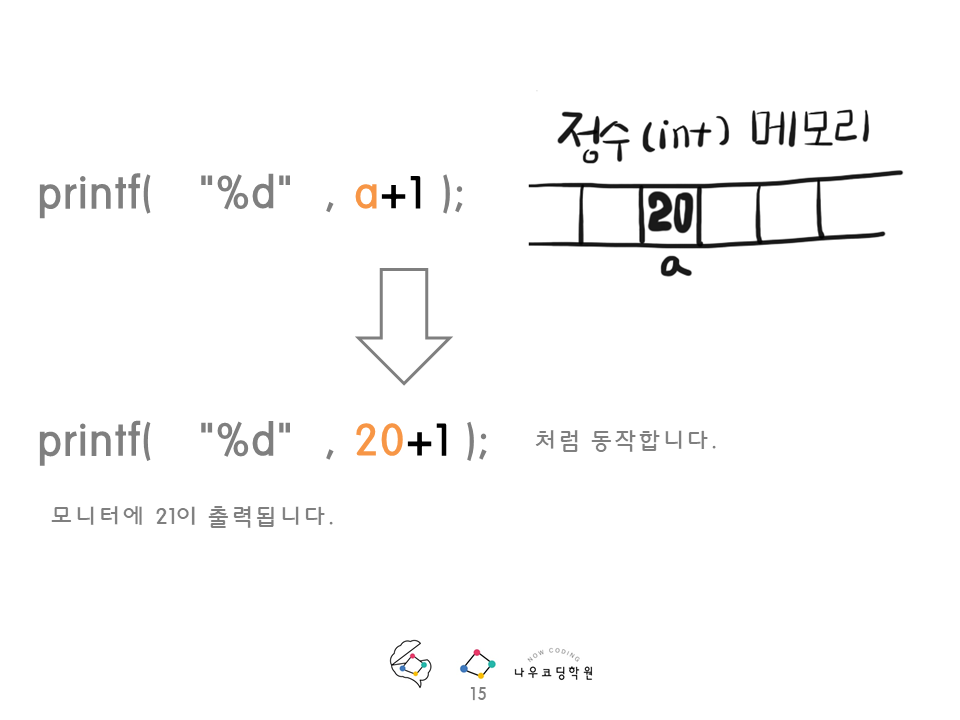 정수(int) 메모리
printf( "%d" , a+1 );
20
a
printf( "%d" , 20+1 ); 처럼 동작합니다.
모니터에 21이 출력됩니다.
NOW CODING
나우코딩학원
15